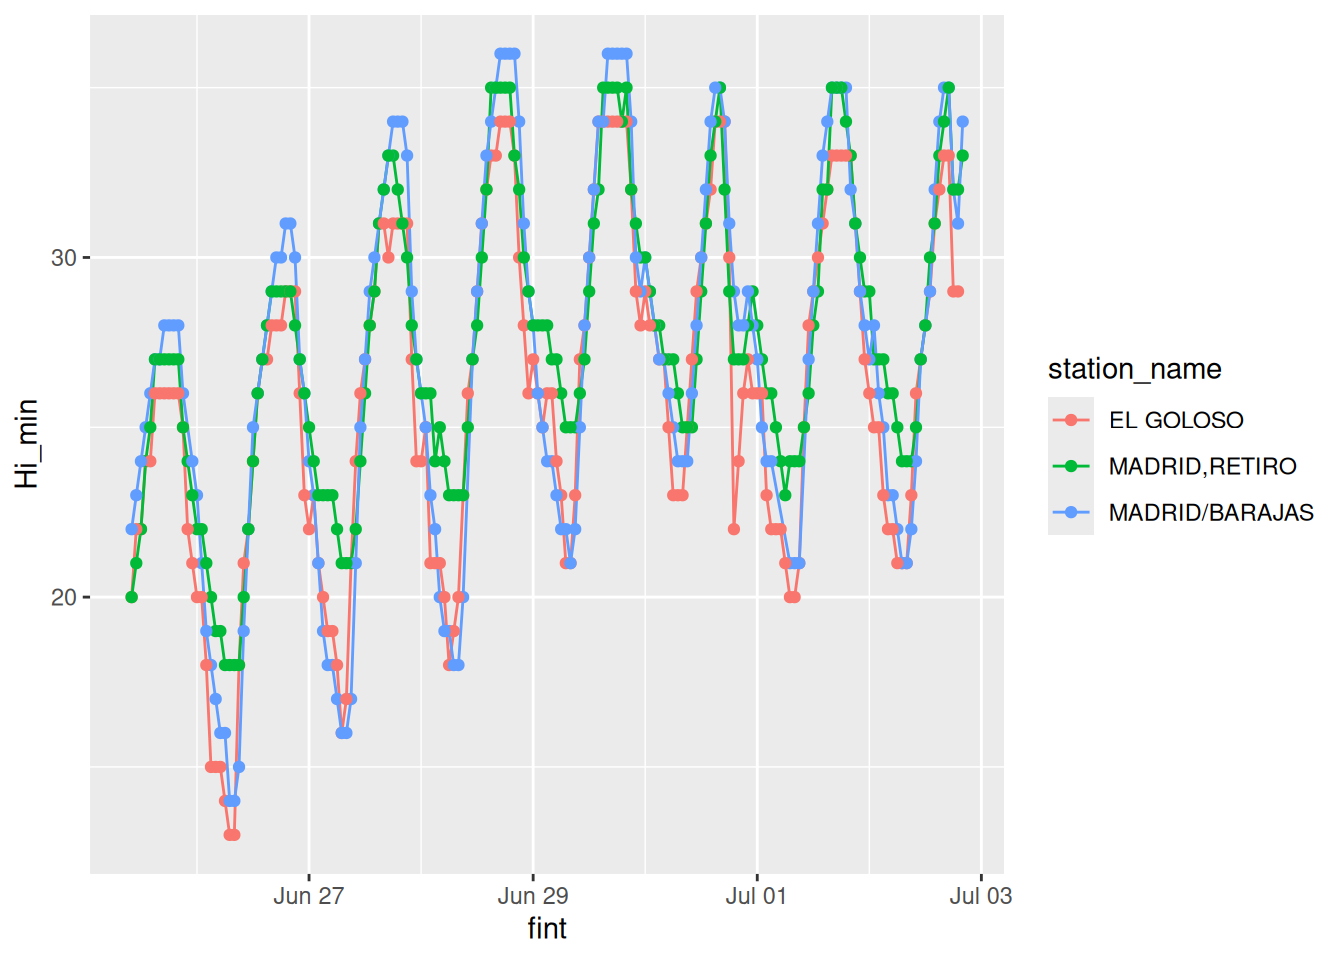 Hi_min
30
20
Jun 27
Jun 29
Jul 01
Jul 03
fint
station_name
EL GOLOSO
MADRID,RETIRO
MADRID/BARAJAS